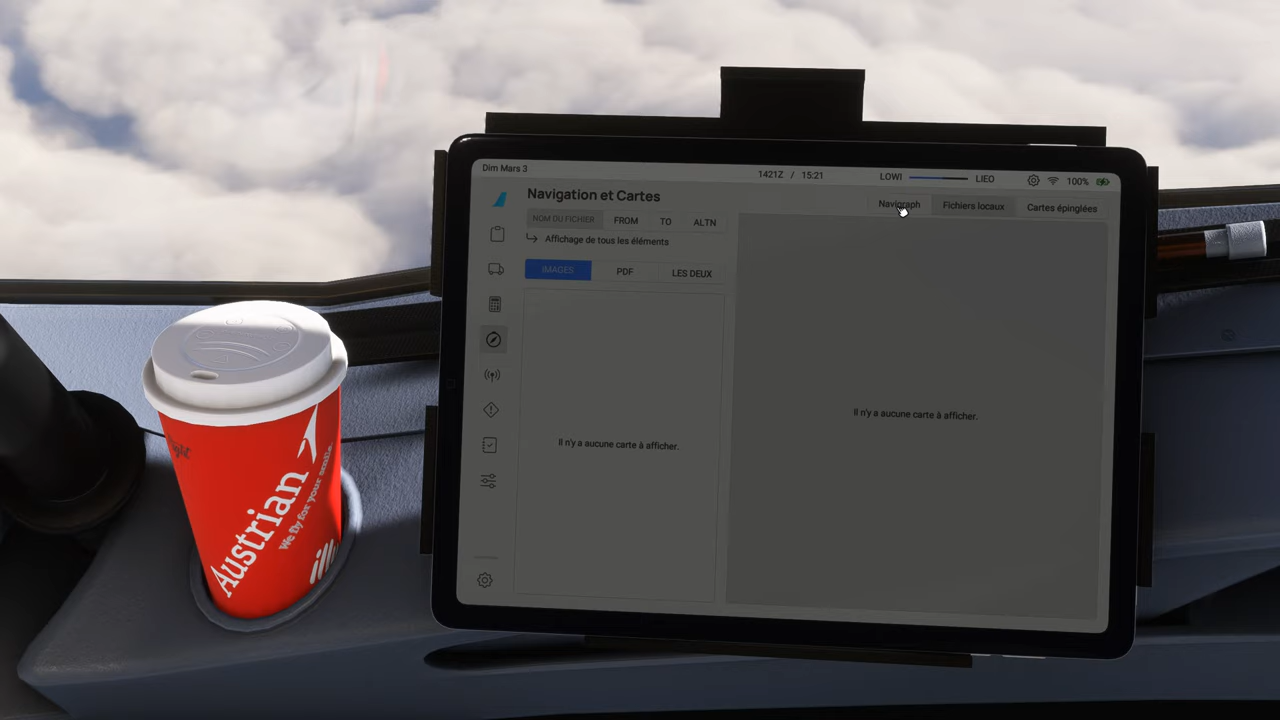 Dim Mars 3
1421Z / 15:21
LOWI LIEO
100%
Navigation et Cartes
Navigraph Fichiers locaux Cartes épinglées
NOM DU FICHIER FROM TO ALTN
Affichage de tous les éléments
IMAGES PDF LES DEUX
Il n'y a aucune carte à afficher.
Il n'y a aucune carte à afficher.
Austrian
We fly for your smile.